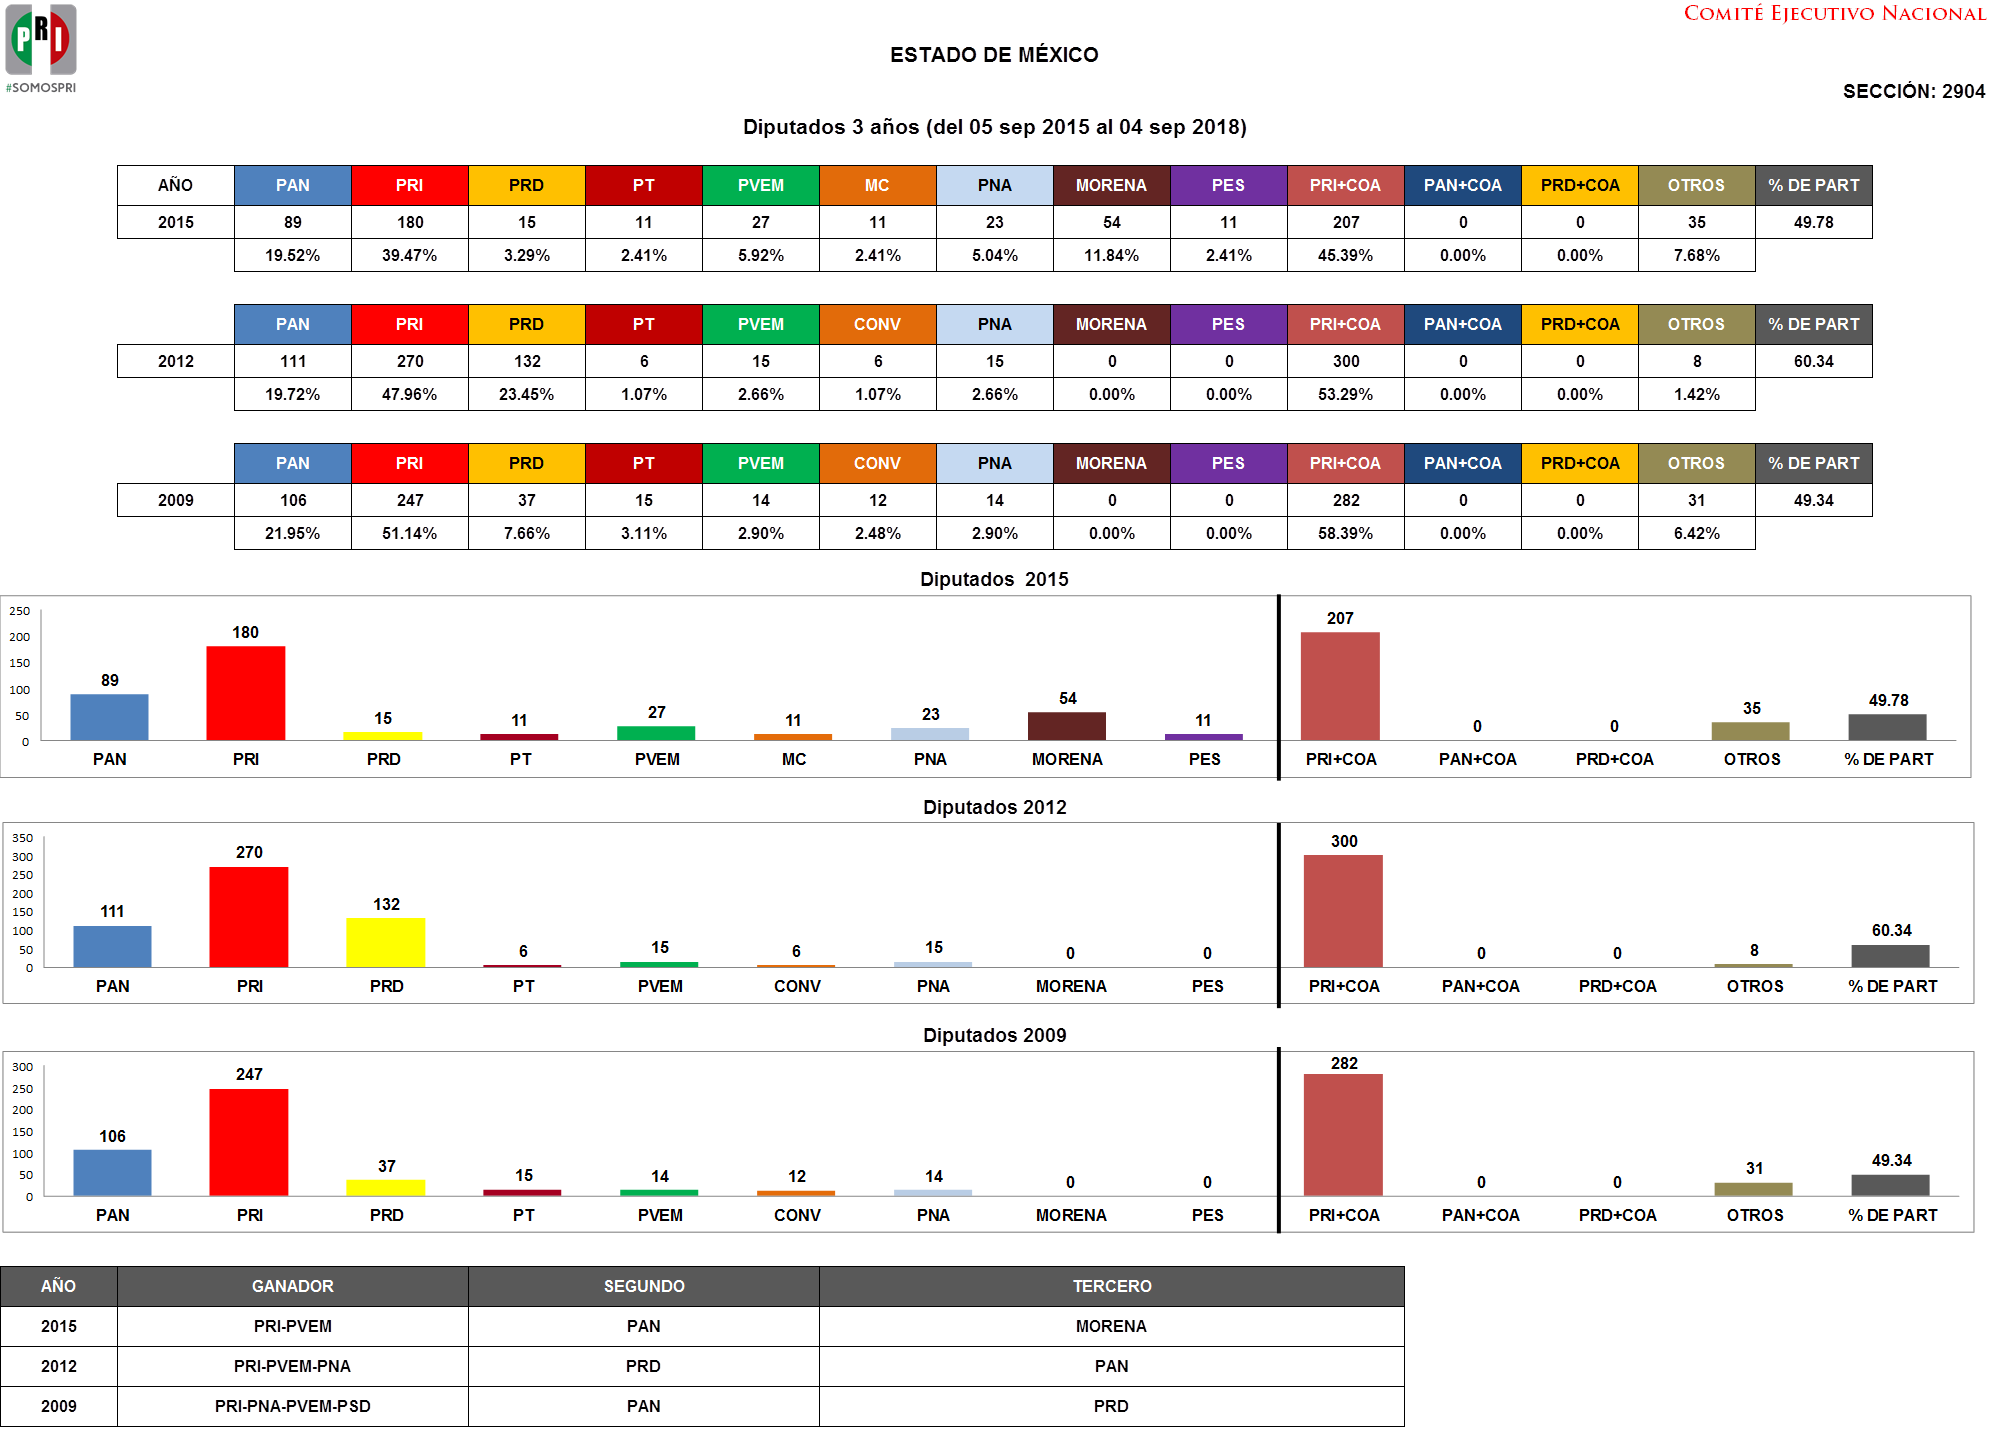 PRI
#SOMOSPRI
COMITÉ EJECUTIVO NACIONAL
ESTADO DE MÉXICO
SECCIÓN: 2904
Diputados 3 años (del 05 sep 2015 al 04 sep 2018)
AÑO PAN PRI PRD PT PVEM MC PNA MORENA PES PRI+COA PAN+COA PRD+COA OTROS % DE PART
2015 89 180 15 11 27 11 23 54 11 207 0 0 35 49.78
19.52% 39.47% 3.29% 2.41% 5.92% 2.41% 5.04% 11.84% 2.41% 45.39% 0.00% 0.00% 7.68%
PAN PRI PRD PT PVEM CONV PNA MORENA PES PRI+COA PAN+COA PRD+COA OTROS % DE PART
2012 111 270 132 6 15 6 15 0 0 300 0 0 8 60.34
19.72% 47.96% 23.45% 1.07% 2.66% 1.07% 2.66% 0.00% 0.00% 53.29% 0.00% 0.00% 1.42%
PAN PRI PRD PT PVEM CONV PNA MORENA PES PRI+COA PAN+COA PRD+COA OTROS % DE PART
2009 106 247 37 15 14 12 14 0 0 282 0 0 31 49.34
21.95% 51.14% 7.66% 3.11% 2.90% 2.48% 2.90% 0.00% 0.00% 58.39% 0.00% 0.00% 6.42%
Diputados 2015
250
200
150
100
50
0
89 180 15 11 27 11 23 54 11 207 0 0 35 49.78
PAN PRI PRD PT PVEM MC PNA MORENA PES PRI+COA PAN+COA PRD+COA OTROS % DE PART
Diputados 2012
350
300
250
200
150
100
50
0
111 270 132 6 15 6 15 0 0 300 0 0 8 60.34
PAN PRI PRD PT PVEM CONV PNA MORENA PES PRI+COA PAN+COA PRD+COA OTROS % DE PART
Diputados 2009
300
250
200
150
100
50
0
106 247 37 15 14 12 14 0 0 282 0 0 31 49.34
PAN PRI PRD PT PVEM CONV PNA MORENA PES PRI+COA PAN+COA PRD+COA OTROS % DE PART
AÑO GANADOR SEGUNDO TERCERO
2015 PRI-PVEM PAN MORENA
2012 PRI-PVEM-PNA PRD PAN
2009 PRI-PNA-PVEM-PSD PAN PRD